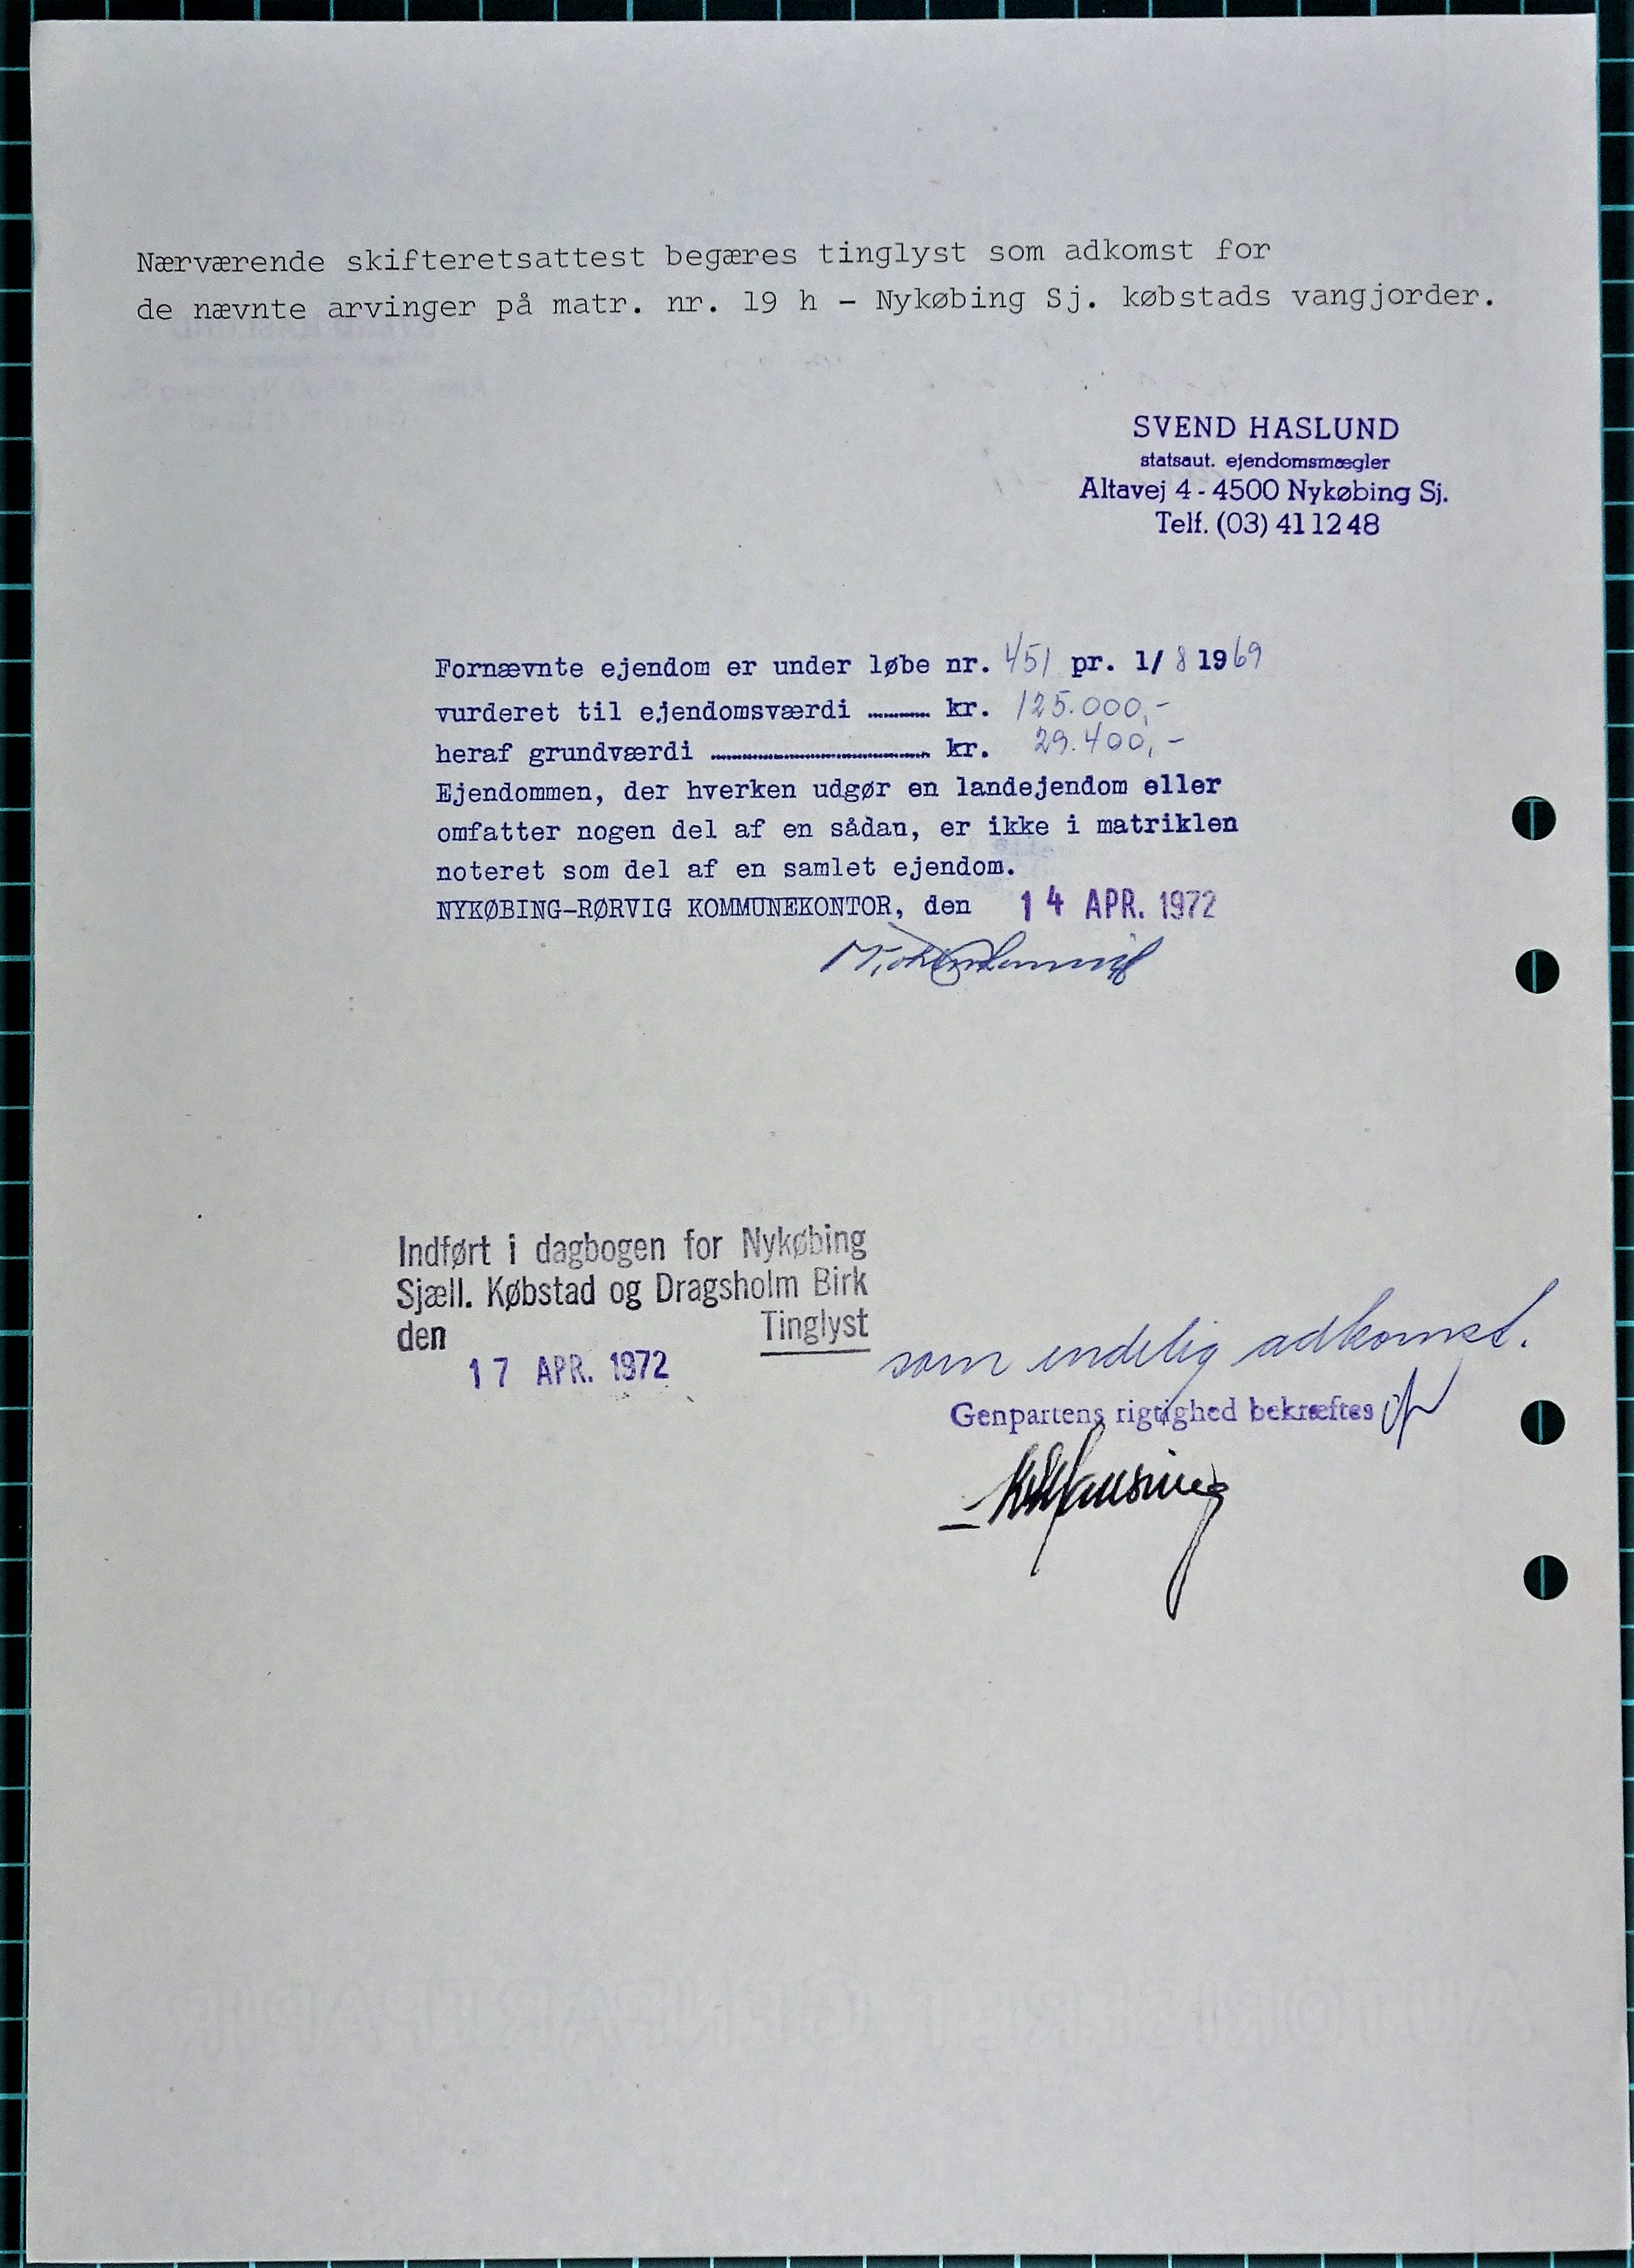 Nærværende skifteretsattest begæres tinglyst som adkomst for
de nævnte arvinger på matr. nr. 19 h - Nykøbing Sj. købstads vangjorder.
SVEND HASLUND
statsaut. ejendomsmægler
Altavej 4 - 4500 Nykøbing Sj.
Telf. (03) 41 12 48
Fornævnte ejendom er under løbe nr. 451 pr. 1/8 1969
vurderet til ejendomsværdi ........ kr. 125.000,-
heraf grundværdi ........................ kr. 29.400,-
Ejendommen, der hverken udgør en landejendom eller
omfatter nogen del af en sådan, er ikke i matriklen
noteret som del af en samlet ejendom.
NYKØBING-RØRVIG KOMMUNEKONTOR, den 14 APR. 1972
Indført i dagbogen for Nykøbing
Sjæll. Købstad og Dragsholm Birk
den 17 APR. 1972 Tinglyst som endelig adkomst.
Genpartens rigtighed bekræftes
AUTORISERET GENPARTPAPIR